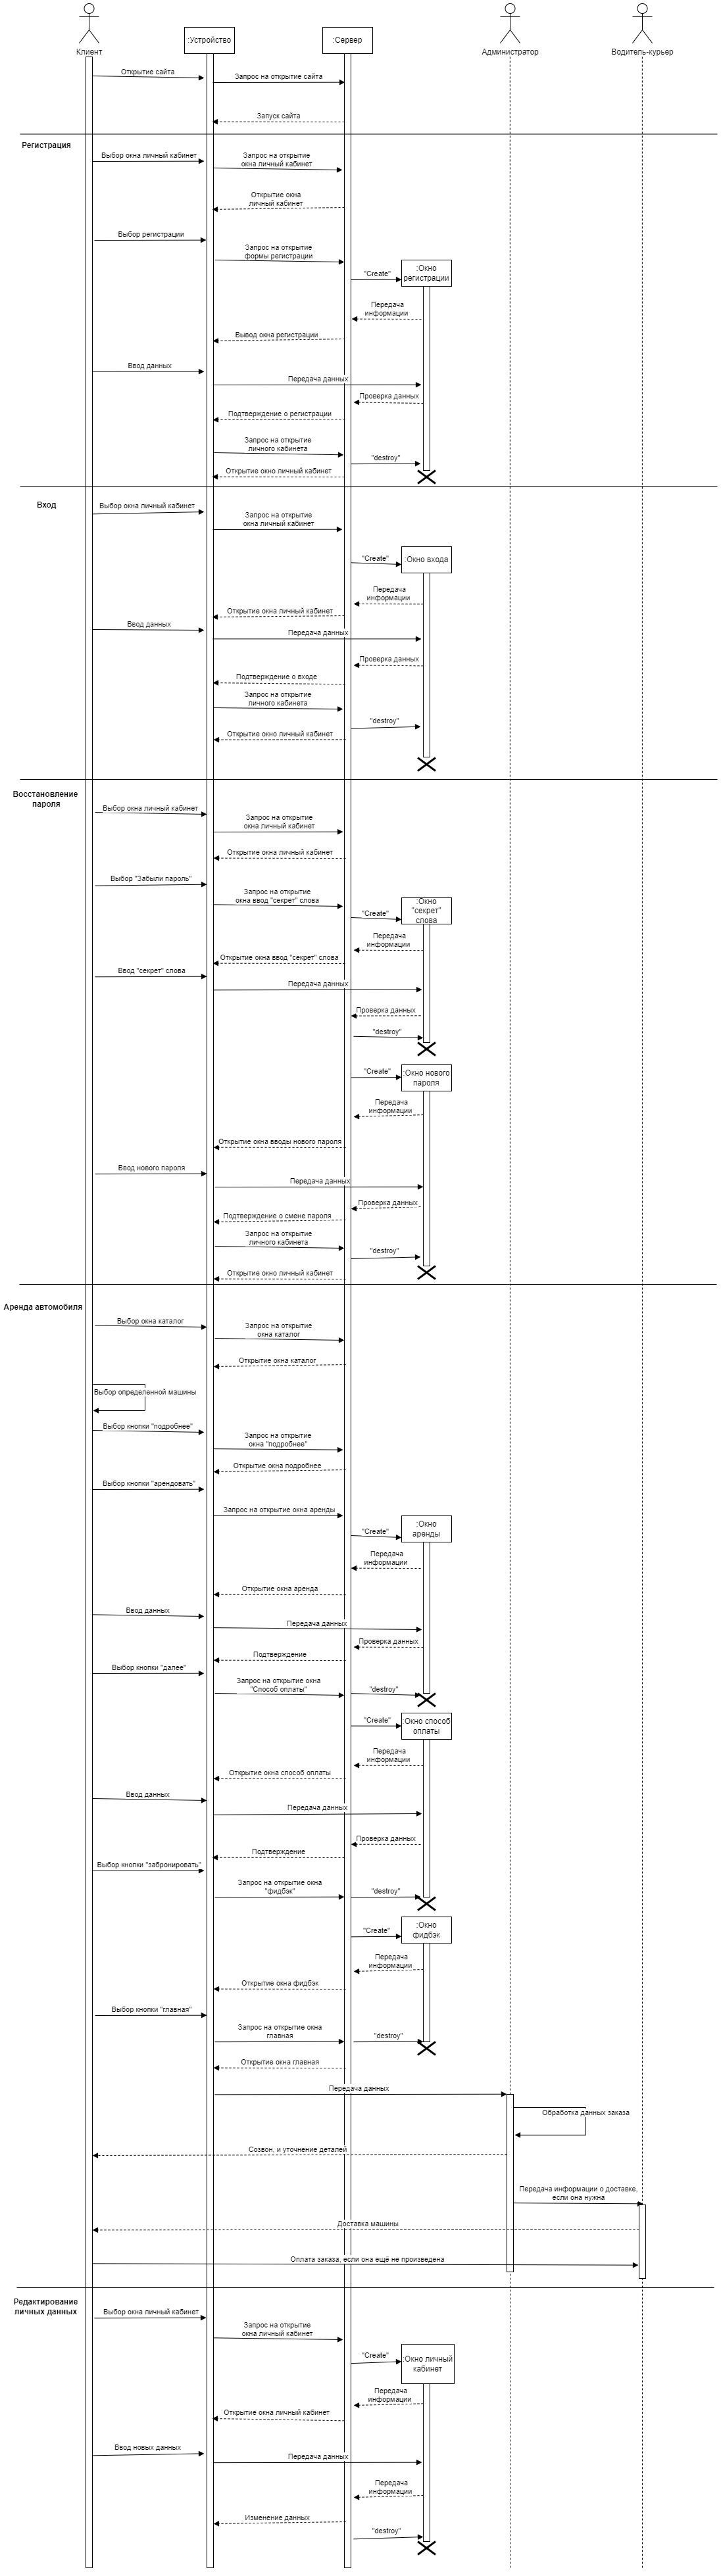 Клиент
:Устройство
:Сервер
Администратор
Водитель-курьер
Открытие сайта
Запрос на открытие сайта
Запуск сайта
Регистрация
Выбор окна личный кабинет
Запрос на открытие
окна личный кабинет
Открытие окна
личный кабинет
Выбор регистрации
Запрос на открытие
формы регистрации
"Create"
:Окно
регистрации
Передача
информации
Вывод окна регистрации
Ввод данных
Передача данных
Проверка данных
Подтверждение о регистрации
Запрос на открытие
личного кабинета
"destroy"
Открытие окно личный кабинет
Вход
Выбор окна личный кабинет
Запрос на открытие
окна личный кабинет
"Create"
:Окно входа
Передача
информации
Открытие окна личный кабинет
Ввод данных
Передача данных
Проверка данных
Подтверждение о входе
Запрос на открытие
личного кабинета
"destroy"
Открытие окно личный кабинет
Восстановление
пароля
Выбор окна личный кабинет
Запрос на открытие
окна личный кабинет
Открытие окна личный кабинет
Выбор "Забыли пароль"
Запрос на открытие
окна ввод "секрет" слова
"Create"
:Окно
"секрет"
слова
Передача
информации
Открытие окна ввод "секрет" слова
Ввод "секрет" слова
Передача данных
Проверка данных
"destroy"
"Create"
:Окно нового
пароля
Передача
информации
Открытие окна вводы нового пароля
Ввод нового пароля
Передача данных
Проверка данных
Подтверждение о смене пароля
Запрос на открытие
личного кабинета
"destroy"
Открытие окно личный кабинет
Аренда автомобиля
Выбор окна каталог
Запрос на открытие
окна каталог
Открытие окна каталог
Выбор определенной машины
Выбор кнопки "подробнее"
Запрос на открытие
окна "подробнее"
Открытие окна подробнее
Выбор кнопки "арендовать"
Запрос на открытие окна аренды
"Create"
:Окно
аренды
Передача
информации
Открытие окна аренда
Ввод данных
Передача данных
Проверка данных
Подтверждение
Выбор кнопки "далее"
Запрос на открытие окна
"Способ оплаты"
"destroy"
"Create"
:Окно способ
оплаты
Передача
информации
Открытие окна способ оплаты
Ввод данных
Передача данных
Проверка данных
Подтверждение
Выбор кнопки "забронировать"
Запрос на открытие окна
"фидбэк"
"destroy"
"Create"
:Окно
фидбэк
Передача
информации
Открытие окна фидбэк
Выбор кнопки "главная"
Запрос на открытие окна
главная
"destroy"
Открытие окна главная
Передача данных
Обработка данных заказа
Созвон, и уточнение деталей
Передача информации о доставке,
если она нужна
Доставка машины
Оплата заказа, если она ещё не произведена
Редактирование
личных данных
Выбор окна личный кабинет
Запрос на открытие
окна личный кабинет
"Create"
:Окно личный
кабинет
Передача
информации
Открытие окна личный кабинет
Ввод новых данных
Передача данных
Передача
информации
Изменение данных
"destroy"